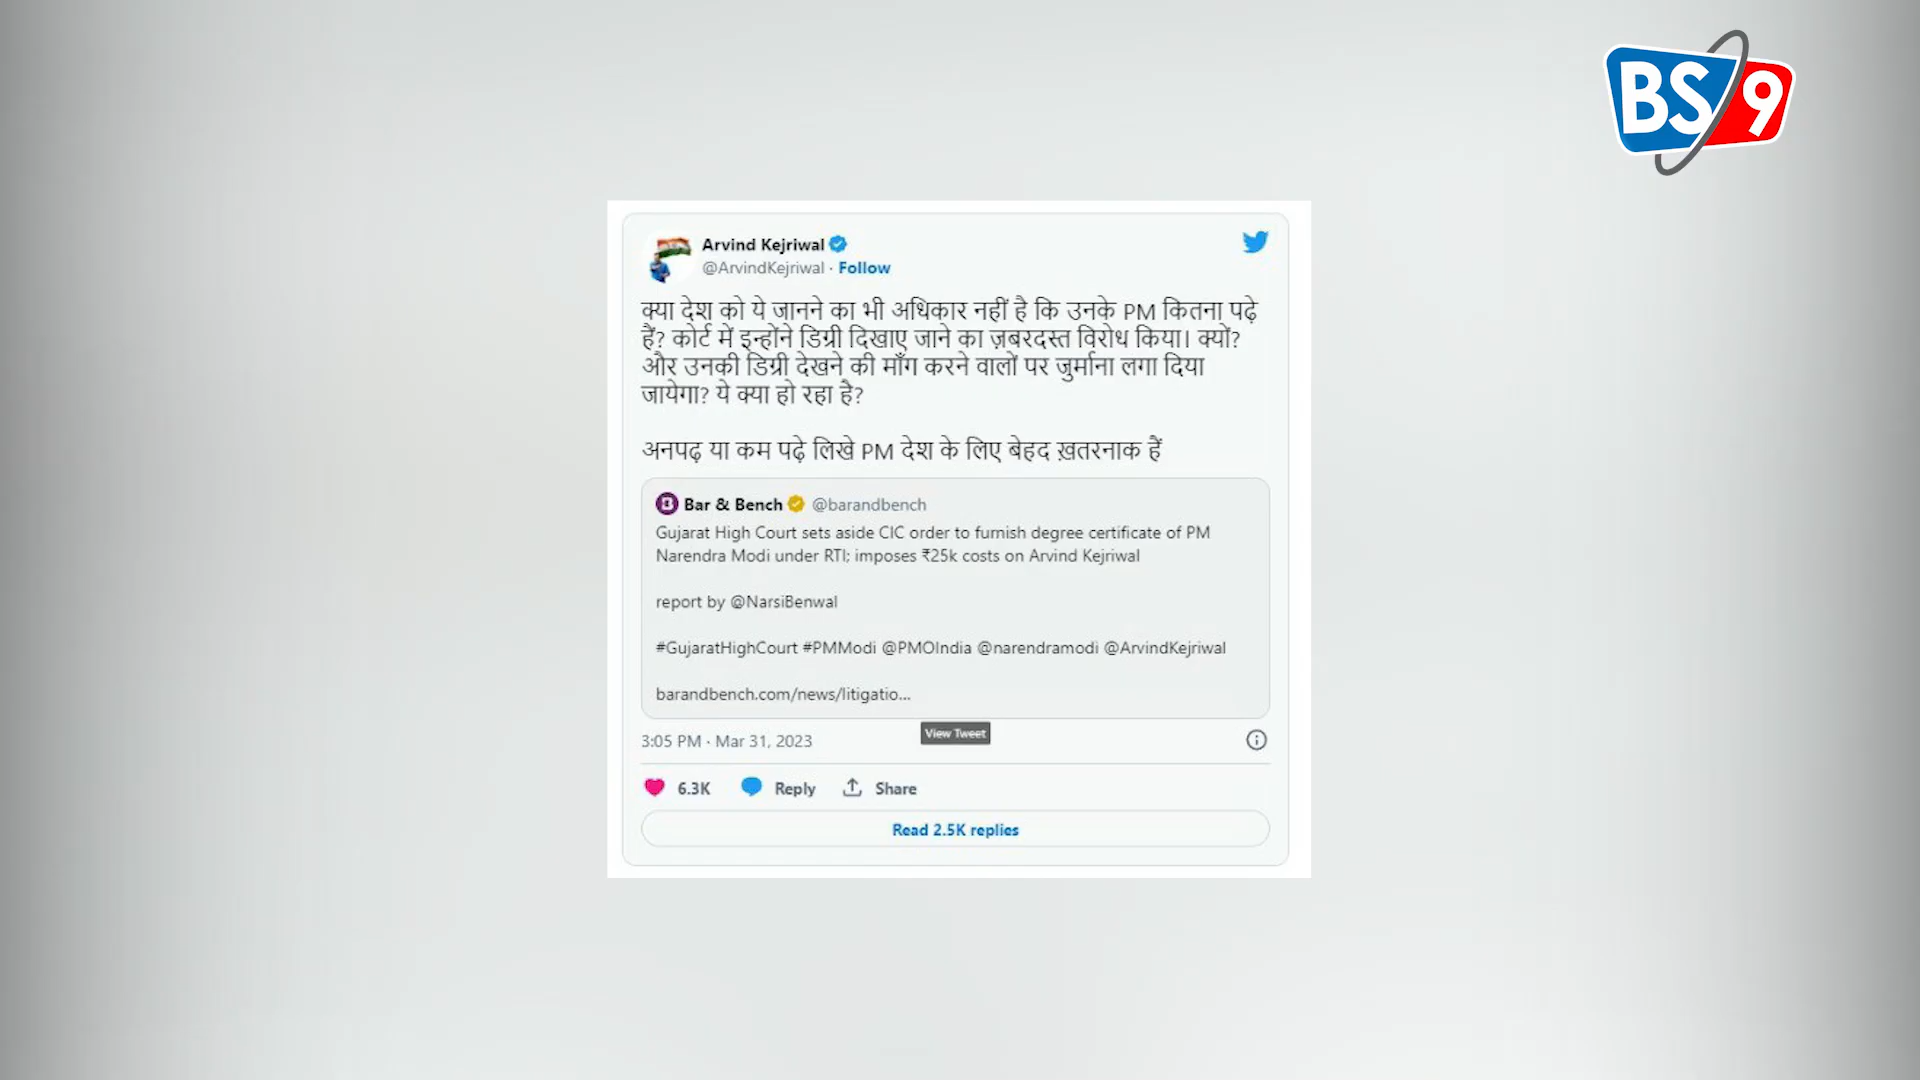 BS 9
Arvind Kejriwal
@ArvindKejriwal · Follow
क्या देश को ये जानने का भी अधिकार नहीं है कि उनके PM कितना पढ़े
हैं? कोर्ट में इन्होंने डिग्री दिखाए जाने का ज़बरदस्त विरोध किया। क्यों?
और उनकी डिग्री देखने की माँग करने वालों पर जुर्माना लगा दिया
जायेगा? ये क्या हो रहा है?
अनपढ़ या कम पढ़े लिखे PM देश के लिए बेहद ख़तरनाक हैं
Bar & Bench @barandbench
Gujarat High Court sets aside CIC order to furnish degree certificate of PM
Narendra Modi under RTI; imposes ₹25k costs on Arvind Kejriwal
report by @NarsiBenwal
#GujaratHighCourt #PMModi @PMOIndia @narendramodi @ArvindKejriwal
barandbench.com/news/litigatio...
View Tweet
3:05 PM · Mar 31, 2023
6.3K Reply Share
Read 2.5K replies